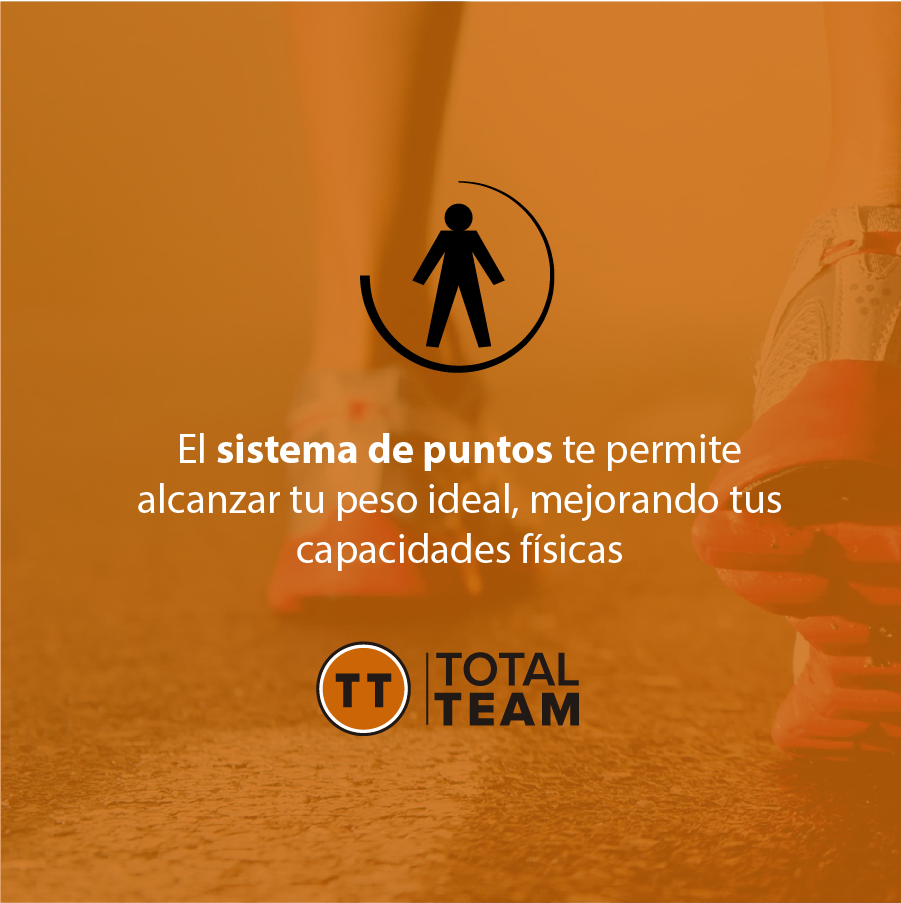 El sistema de puntos te permite
alcanzar tu peso ideal, mejorando tus
capacidades físicas
TT
TOTAL
TEAM